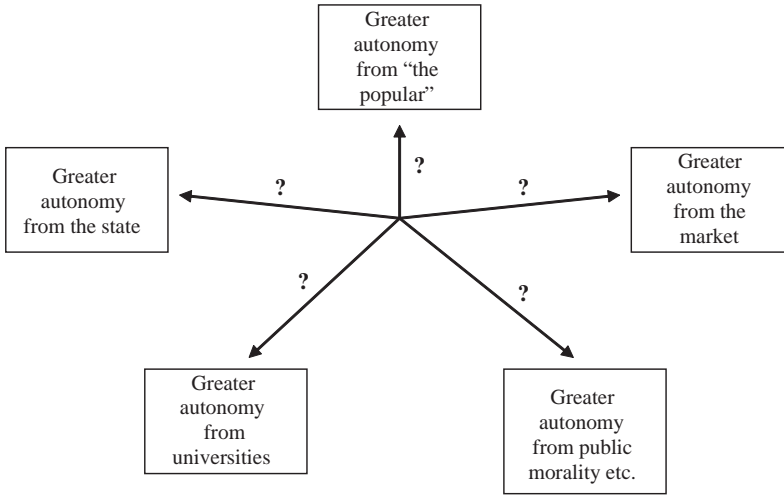 Greater
autonomy
from “the
popular”
?
Greater
autonomy
from the state
?
?
Greater
autonomy
from the
market
?
?
Greater
autonomy
from
universities
Greater
autonomy
from public
morality etc.